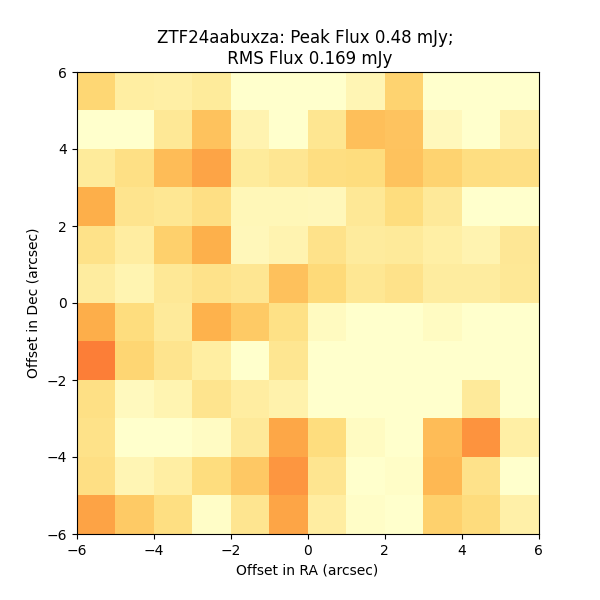 ZTF24aabuxza: Peak Flux 0.48 mJy;
RMS Flux 0.169 mJy
6
4
2
0
−2
−4
−6
Offset in Dec (arcsec)
−6 −4 −2 0 2 4 6
Offset in RA (arcsec)